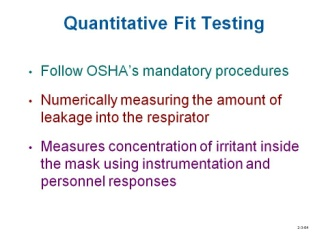 Quantitative Fit Testing
• Follow OSHA's mandatory procedures
• Numerically measuring the amount of
leakage into the respirator
• Measures concentration of irritant inside
the mask using instrumentation and
personnel responses